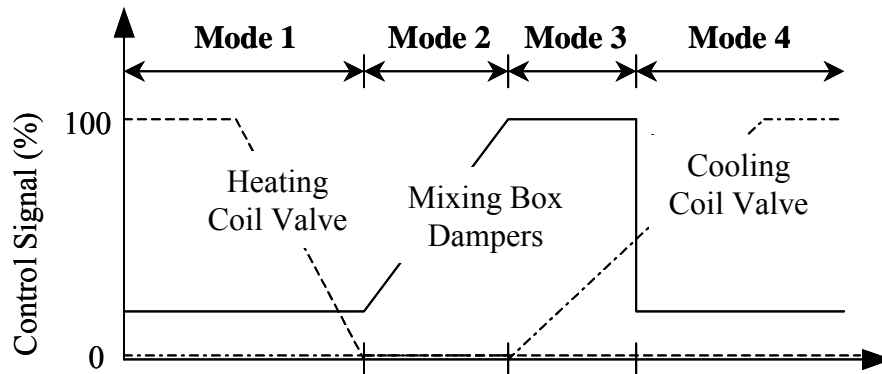 Mode 1
Mode 2
Mode 3
Mode 4
Control Signal (%)
100
0
Heating
Coil Valve
Mixing Box
Dampers
Cooling
Coil Valve